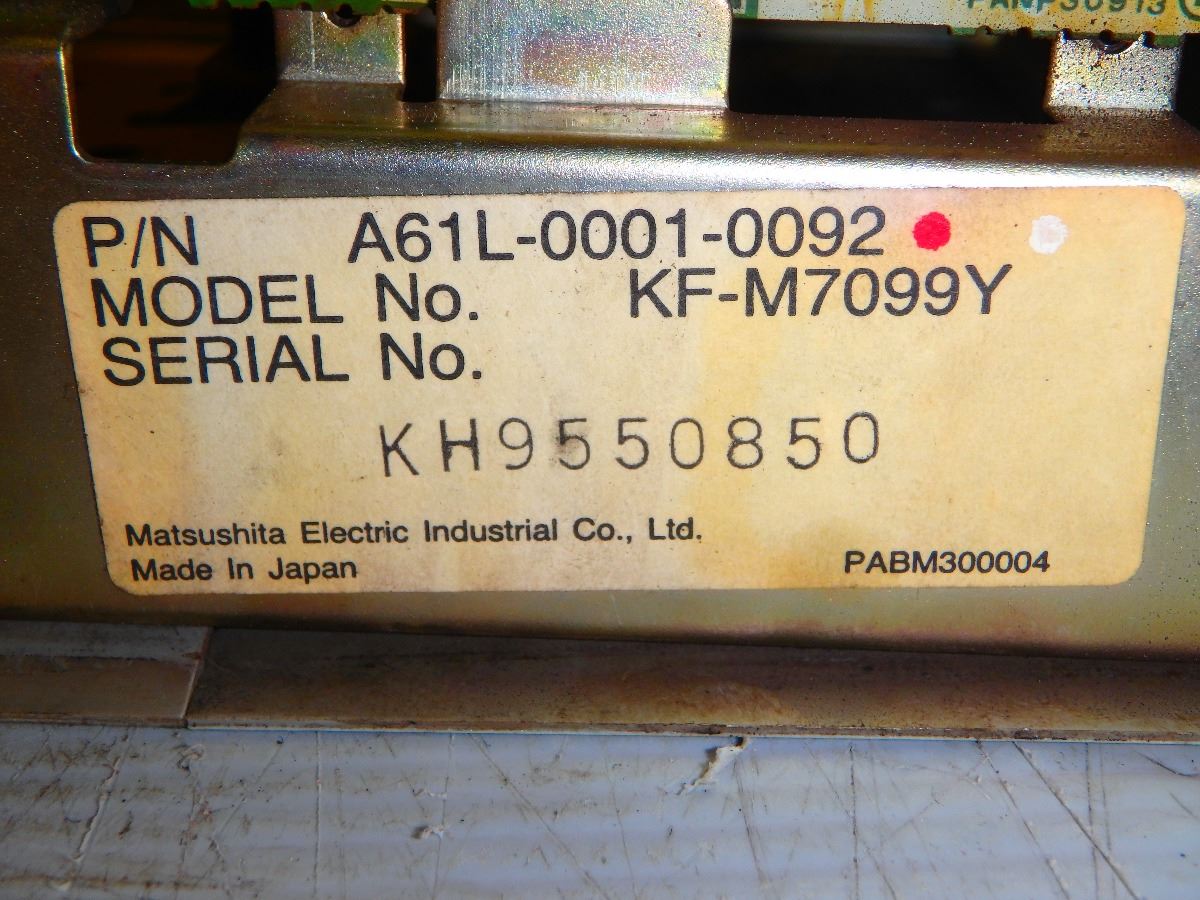 PANP30913
P/N A61L-0001-0092
MODEL No. KF-M7099Y
SERIAL No.
KH9550850
Matsushita Electric Industrial Co., Ltd.
Made In Japan PABM300004